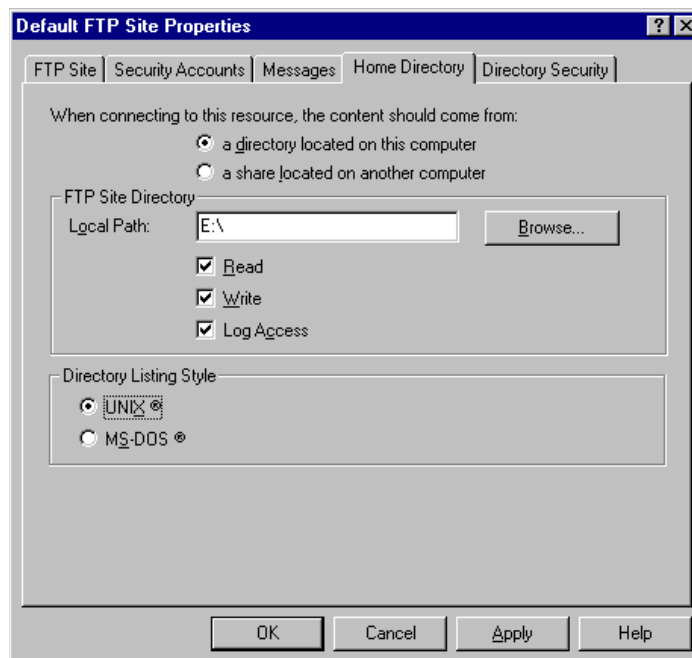 Default FTP Site Properties
FTP Site Security Accounts Messages Home Directory Directory Security
When connecting to this resource, the content should come from:
a directory located on this computer
a share located on another computer
FTP Site Directory
Local Path: E:\ Browse...
Read
Write
Log Access
Directory Listing Style
UNIX ®
MS-DOS ®
OK Cancel Apply Help